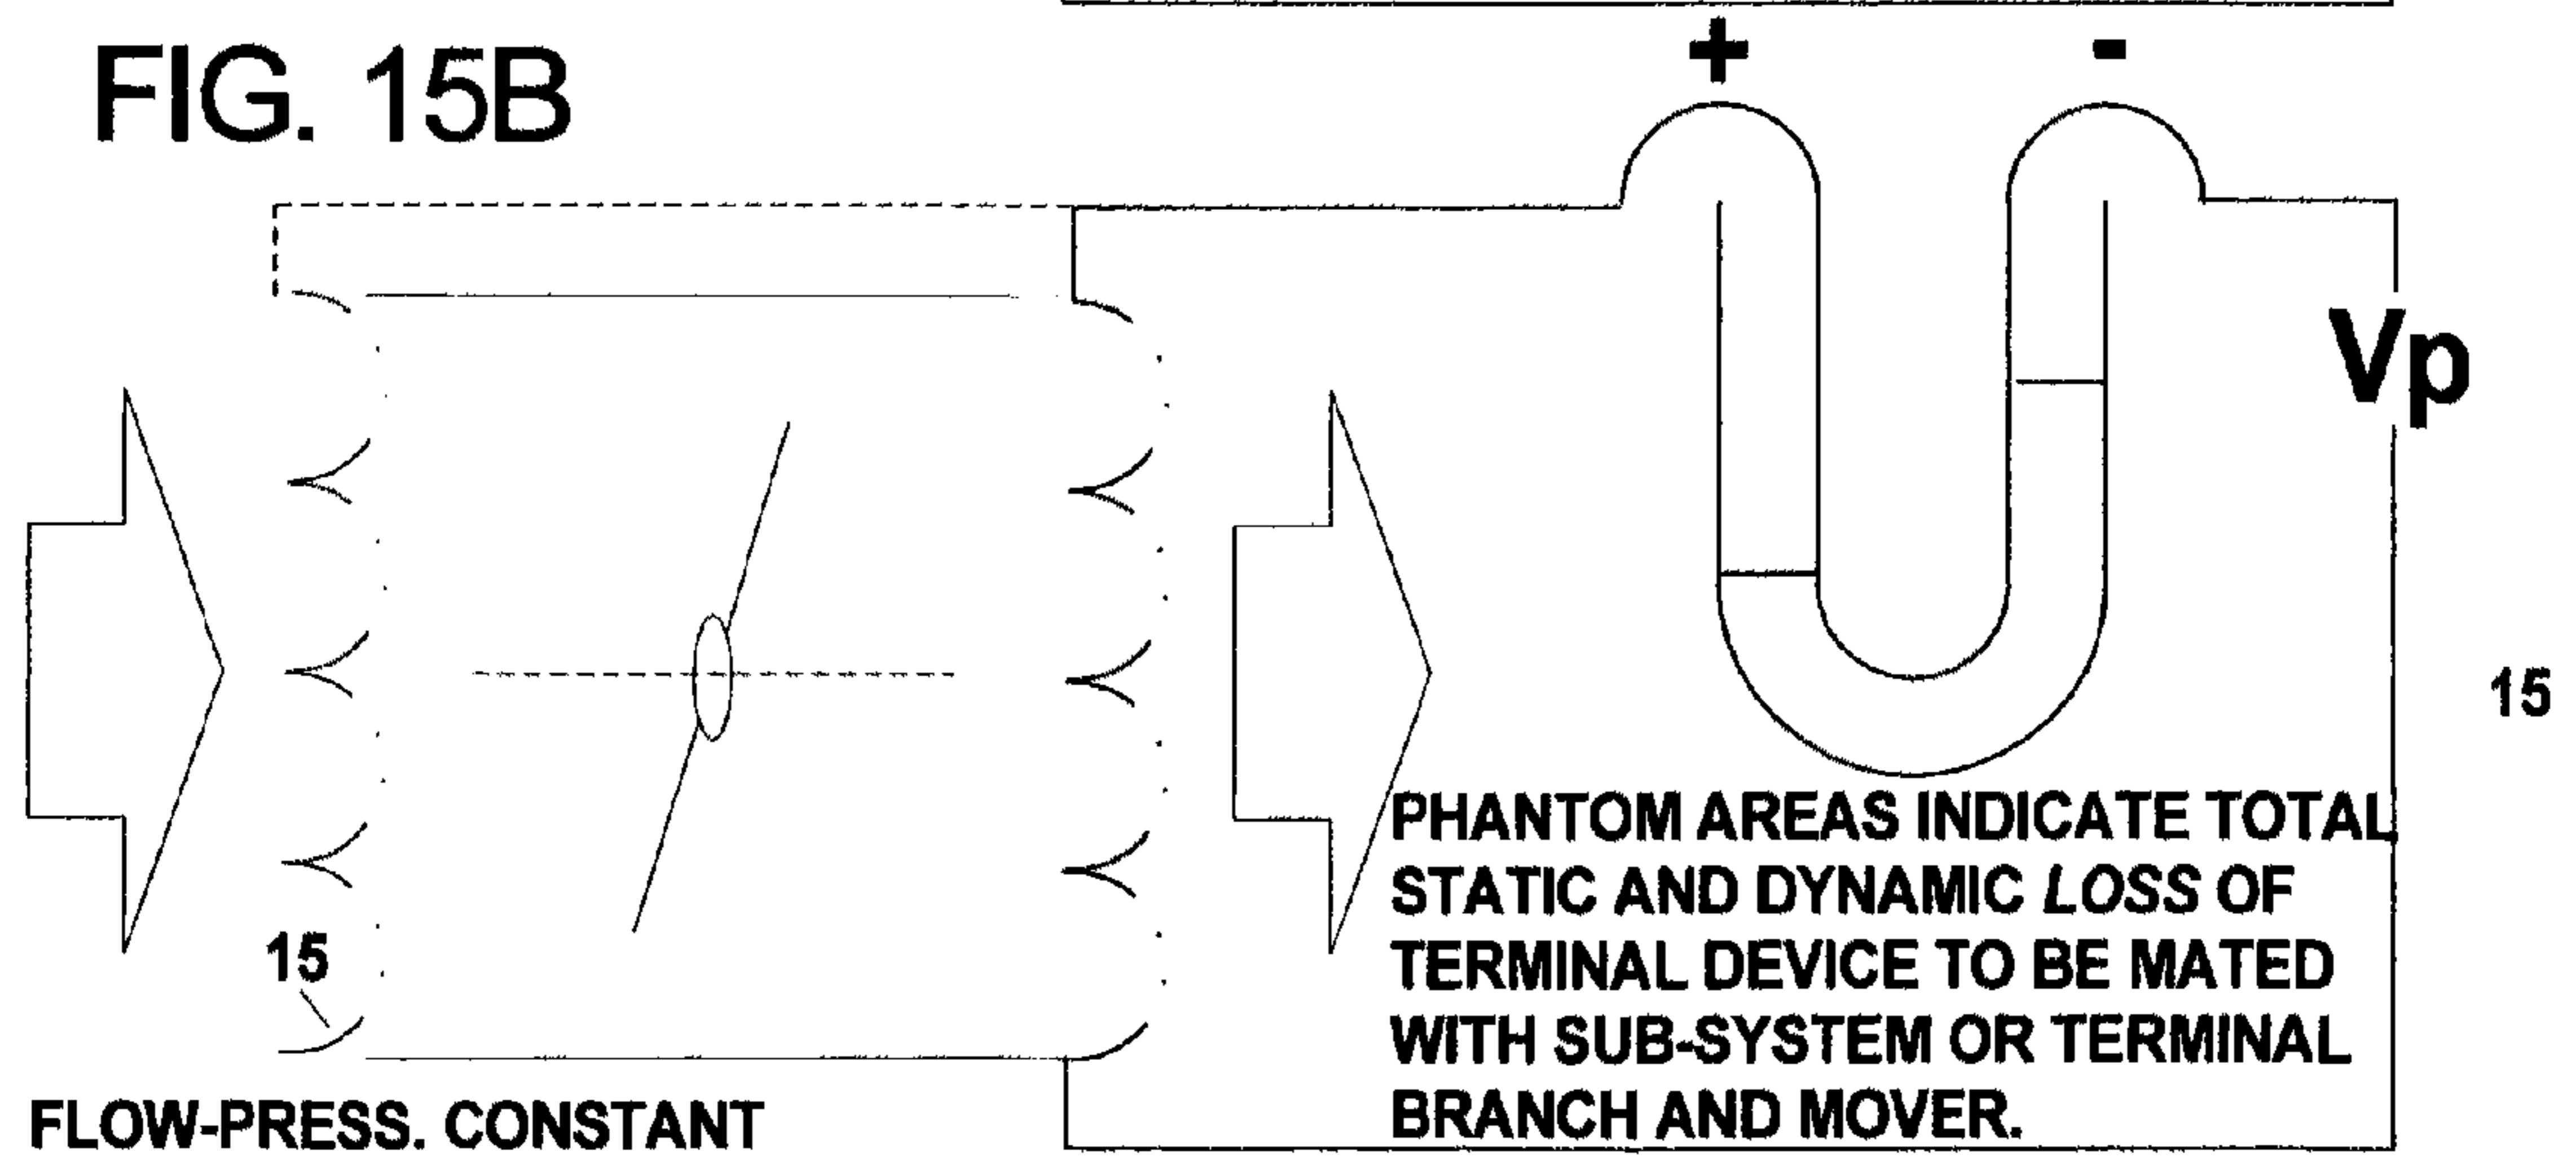 FIG. 15B
+ -
Vp
15
15
PHANTOM AREAS INDICATE TOTAL
STATIC AND DYNAMIC LOSS OF
TERMINAL DEVICE TO BE MATED
WITH SUB-SYSTEM OR TERMINAL
BRANCH AND MOVER.
FLOW-PRESS. CONSTANT